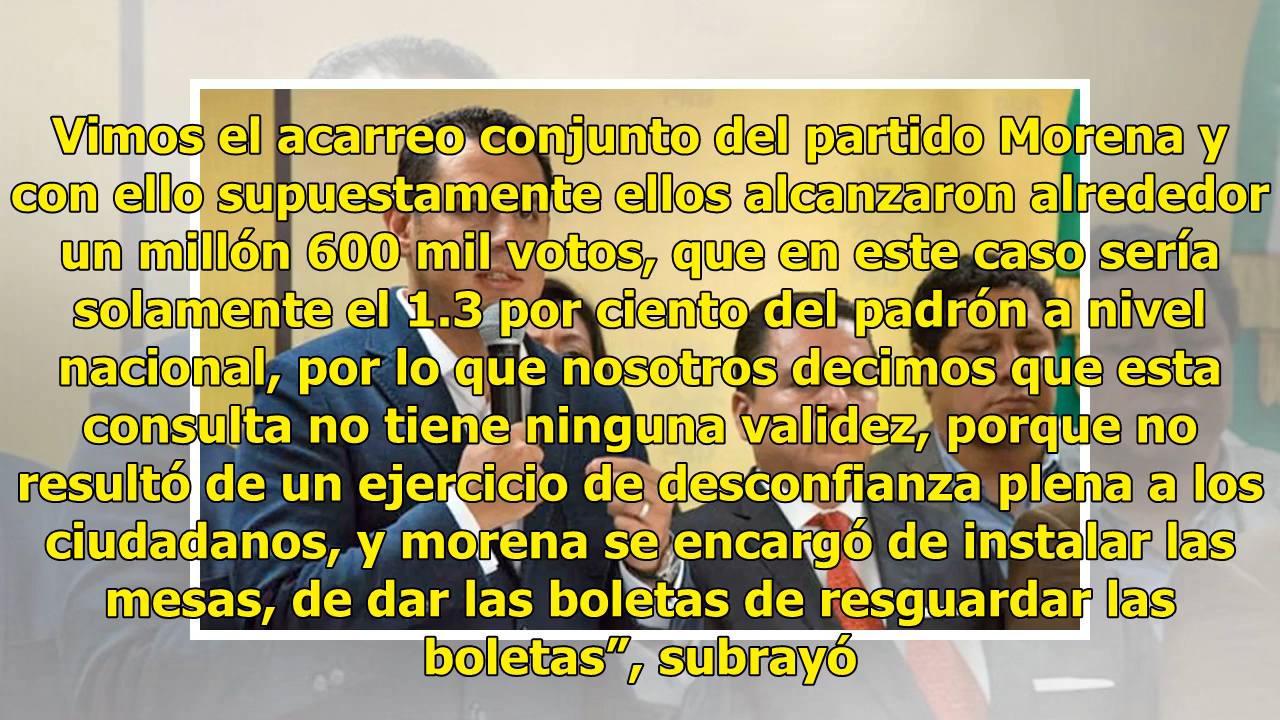 Vimos el acarreo conjunto del partido Morena y
con ello supuestamente ellos alcanzaron alrededor
un millón 600 mil votos, que en este caso sería
solamente el 1.3 por ciento del padrón a nivel
nacional, por lo que nosotros decimos que esta
consulta no tiene ninguna validez, porque no
resultó de un ejercicio de desconfianza plena a los
ciudadanos, y morena se encargó de instalar las
mesas, de dar las boletas de resguardar las
boletas”, subrayó